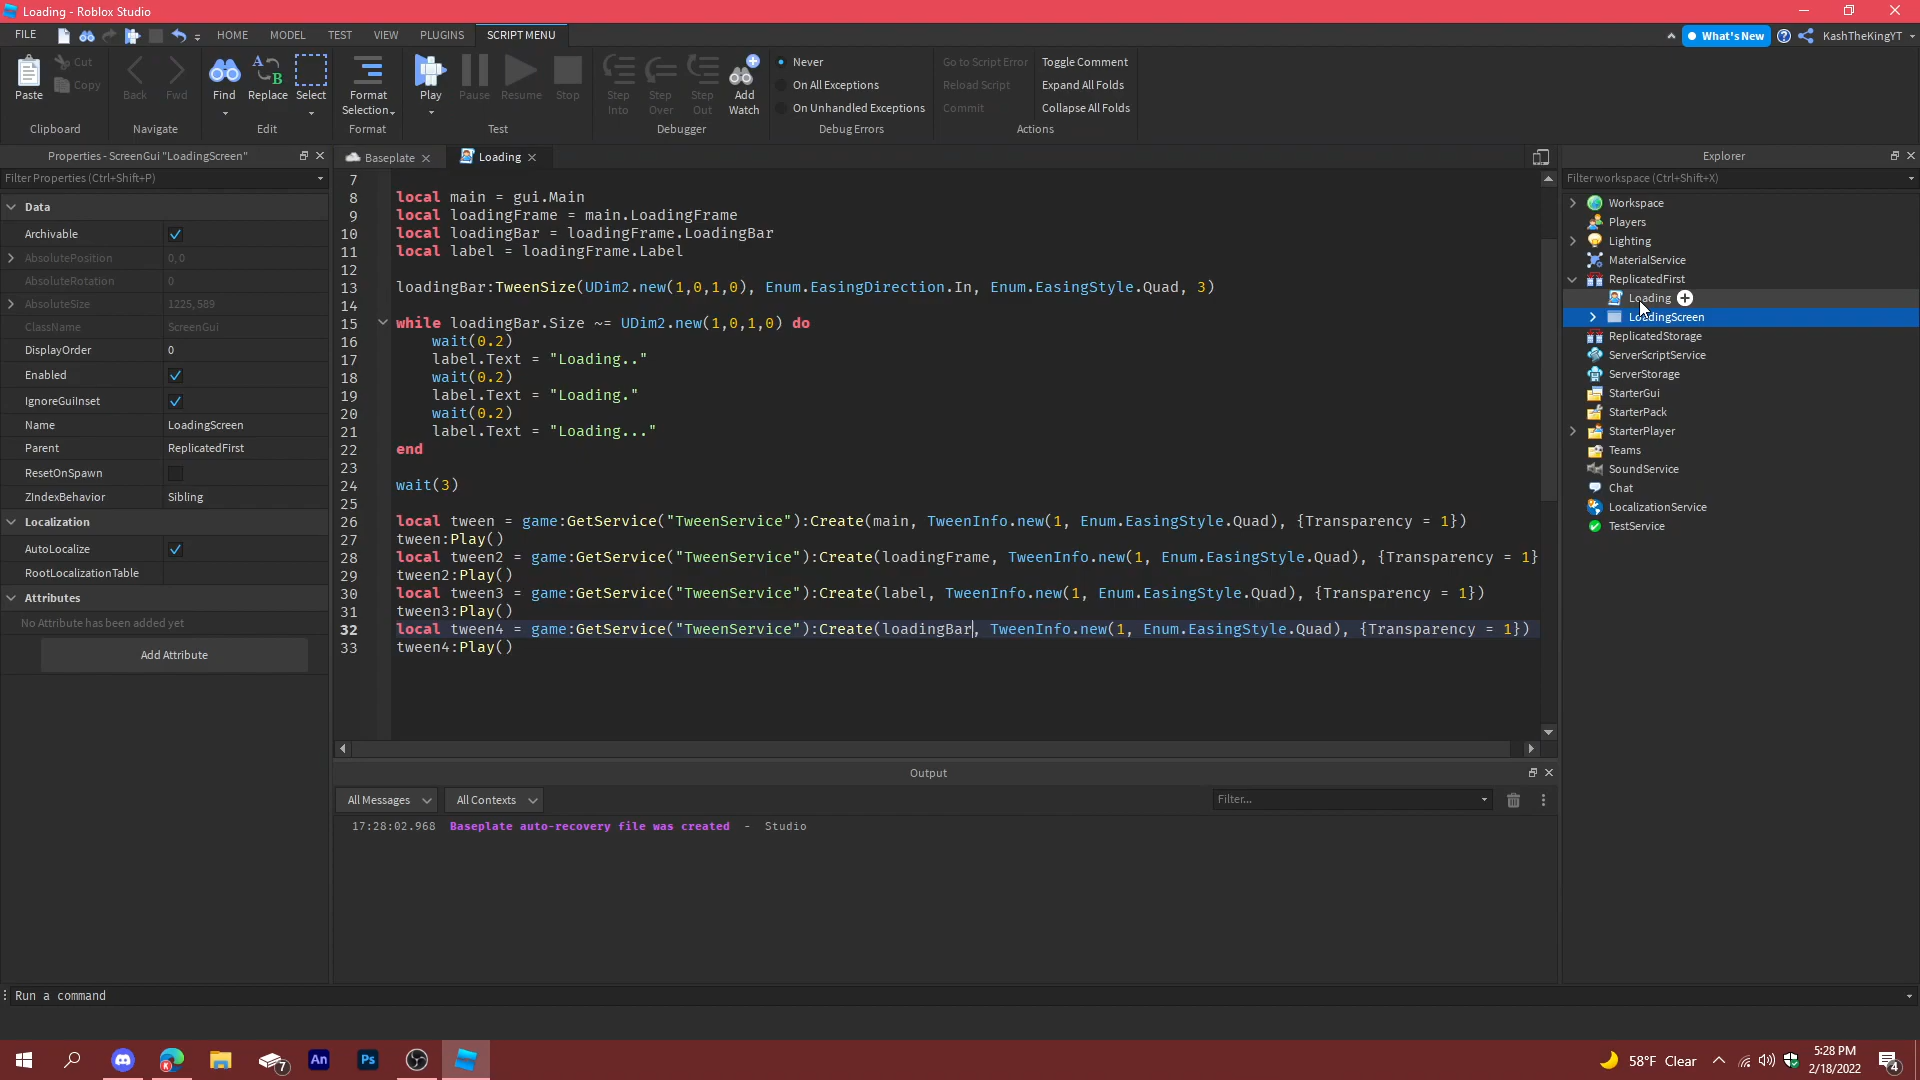 Loading - Roblox Studio
FILE HOME MODEL TEST VIEW PLUGINS SCRIPT MENU What's New KashTheKingYT
Paste Cut Copy Back Fwd Find Replace Select Format Selection Play Pause Resume Stop Step Into Step Over Step Out Add Watch
Never
On All Exceptions
On Unhandled Exceptions
Go to Script Error
Reload Script
Commit
Toggle Comment
Expand All Folds
Collapse All Folds
Clipboard Navigate Edit Format Test Debugger Debug Errors Actions
Properties - ScreenGui "LoadingScreen"
Filter Properties (Ctrl+Shift+P)
Data
Archivable
AbsolutePosition 0, 0
AbsoluteRotation 0
AbsoluteSize 1225, 589
ClassName ScreenGui
DisplayOrder 0
Enabled
IgnoreGuiInset
Name LoadingScreen
Parent ReplicatedFirst
ResetOnSpawn
ZIndexBehavior Sibling
Localization
AutoLocalize
RootLocalizationTable
Attributes
No Attribute has been added yet
Add Attribute
Baseplate Loading
7
8 local main = gui.Main
9 local loadingFrame = main.LoadingFrame
10 local loadingBar = loadingFrame.LoadingBar
11 local label = loadingFrame.Label
12
13 loadingBar:TweenSize(UDim2.new(1,0,1,0), Enum.EasingDirection.In, Enum.EasingStyle.Quad, 3)
14
15 while loadingBar.Size ~= UDim2.new(1,0,1,0) do
16 wait(0.2)
17 label.Text = "Loading.."
18 wait(0.2)
19 label.Text = "Loading."
20 wait(0.2)
21 label.Text = "Loading..."
22 end
23
24 wait(3)
25
26 local tween = game:GetService("TweenService"):Create(main, TweenInfo.new(1, Enum.EasingStyle.Quad), {Transparency = 1})
27 tween:Play()
28 local tween2 = game:GetService("TweenService"):Create(loadingFrame, TweenInfo.new(1, Enum.EasingStyle.Quad), {Transparency = 1}
29 tween2:Play()
30 local tween3 = game:GetService("TweenService"):Create(label, TweenInfo.new(1, Enum.EasingStyle.Quad), {Transparency = 1})
31 tween3:Play()
32 local tween4 = game:GetService("TweenService"):Create(loadingBar, TweenInfo.new(1, Enum.EasingStyle.Quad), {Transparency = 1})
33 tween4:Play()
Output
All Messages All Contexts Filter...
17:28:02.968 Baseplate auto-recovery file was created - Studio
Explorer
Filter workspace (Ctrl+Shift+X)
Workspace
Players
Lighting
MaterialService
ReplicatedFirst
Loading
LoadingScreen
ReplicatedStorage
ServerScriptService
ServerStorage
StarterGui
StarterPack
StarterPlayer
Teams
SoundService
Chat
LocalizationService
TestService
Run a command
7 An Ps
58°F Clear
5:28 PM
2/18/2022
4